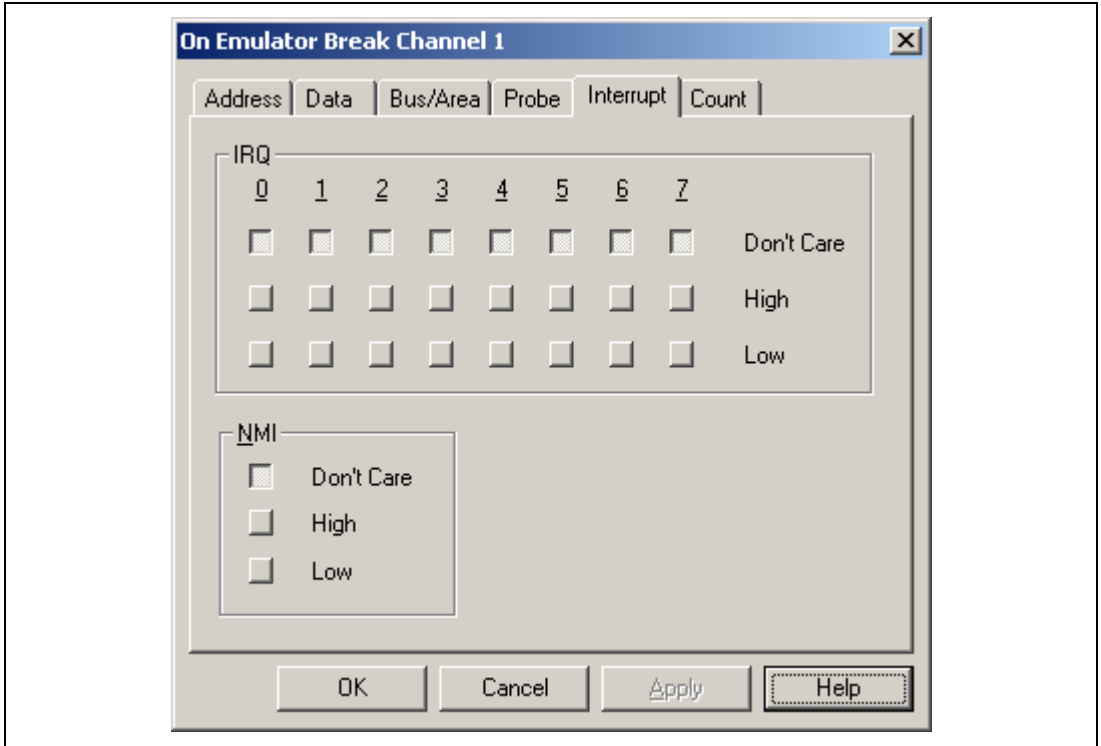 On Emulator Break Channel 1
Address Data Bus/Area Probe Interrupt Count
IRQ
0 1 2 3 4 5 6 7
Don't Care
High
Low
NMI
Don't Care
High
Low
OK Cancel Apply Help